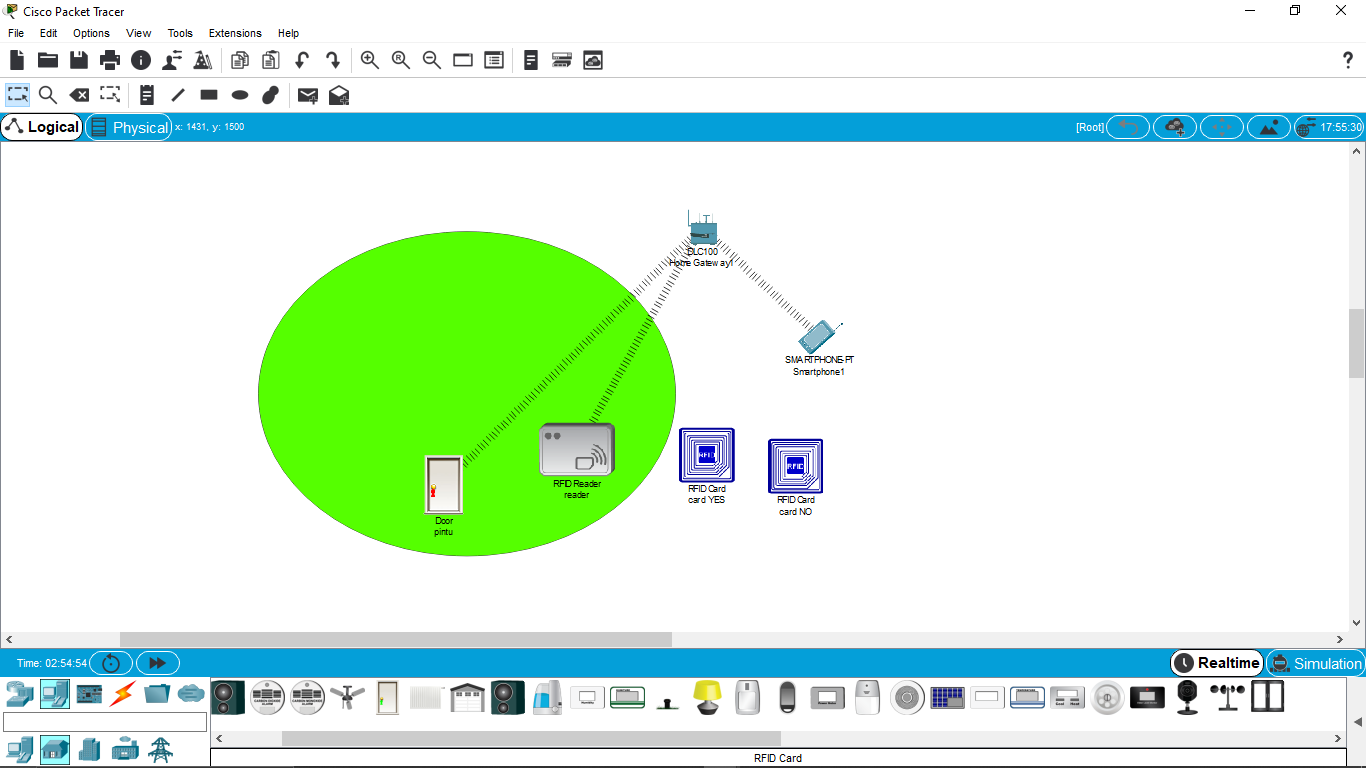 Cisco Packet Tracer
File Edit Options View Tools Extensions Help
Logical Physical x: 1431, y: 1500 [Root] 17:55:30
DLC100
Home Gateway1
SMARTPHONE-PT
Smartphone1
RFID Reader
reader
RFID
RFID Card
card YES
RFID
RFID Card
card NO
Door
pintu
Time: 02:54:54 Realtime Simulation
RFID Card